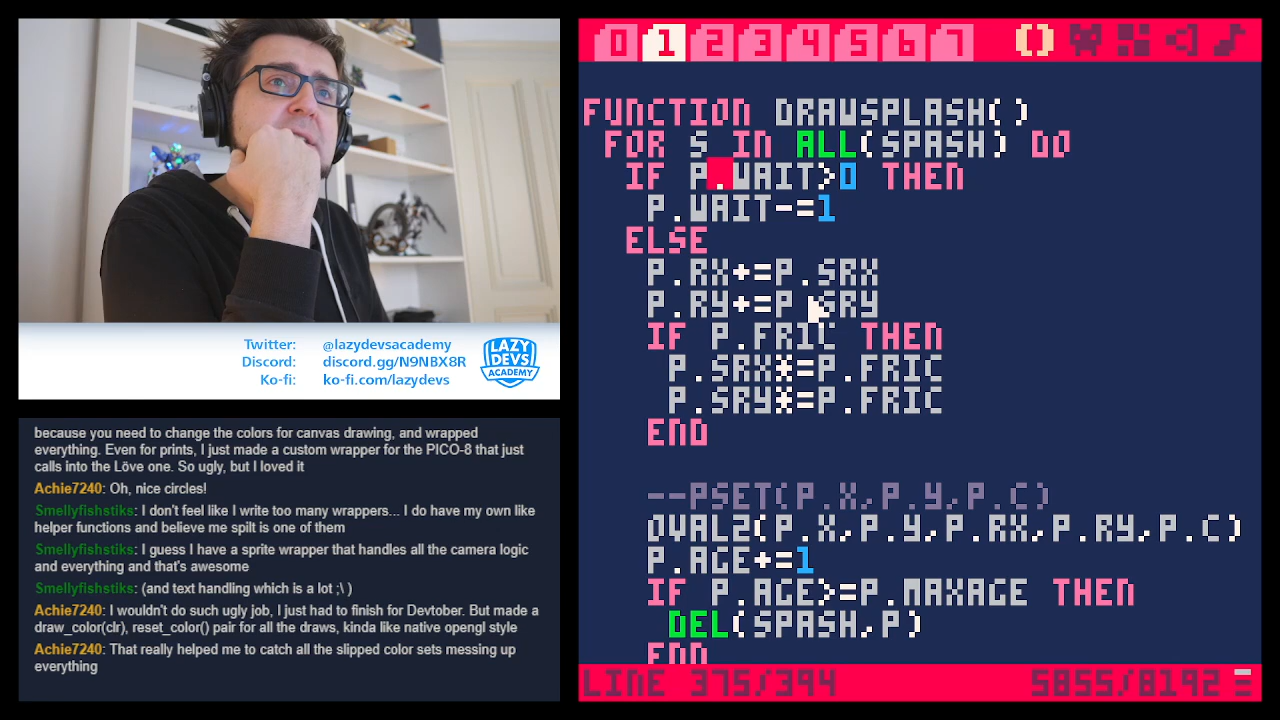 0 1 2 3 4 5 6 7 ()
FUNCTION DRAWSPLASH()
FOR S IN ALL(SPASH) DO
IF P.WAIT>0 THEN
P.WAIT-=1
ELSE
P.RX+=P.SRX
P.RY+=P.SRY
IF P.FRIC THEN
P.SRX*=P.FRIC
P.SRY*=P.FRIC
END
--PSET(P.X,P.Y,P.C)
OVAL2(P.X,P.Y,P.RX,P.RY,P.C)
P.AGE+=1
IF P.AGE>=P.MAXAGE THEN
DEL(SPASH,P)
END
LINE 375/394 5855/8192
Twitter: @lazydevsacademy
Discord: discord.gg/N9NBX8R
Ko-fi: ko-fi.com/lazydevs
LAZY
DEVS
ACADEMY
because you need to change the colors for canvas drawing, and wrapped
everything. Even for prints, I just made a custom wrapper for the PICO-8 that just
calls into the Löve one. So ugly, but I loved it
Achie7240: Oh, nice circles!
Smellyfishstiks: I don't feel like I write too many wrappers... I do have my own like
helper functions and believe me spilt is one of them
Smellyfishstiks: I guess I have a sprite wrapper that handles all the camera logic
and everything and that's awesome
Smellyfishstiks: (and text handling which is a lot ;\ )
Achie7240: I wouldn't do such ugly job, I just had to finish for Devtober. But made a
draw_color(clr), reset_color() pair for all the draws, kinda like native opengl style
Achie7240: That really helped me to catch all the slipped color sets messing up
everything